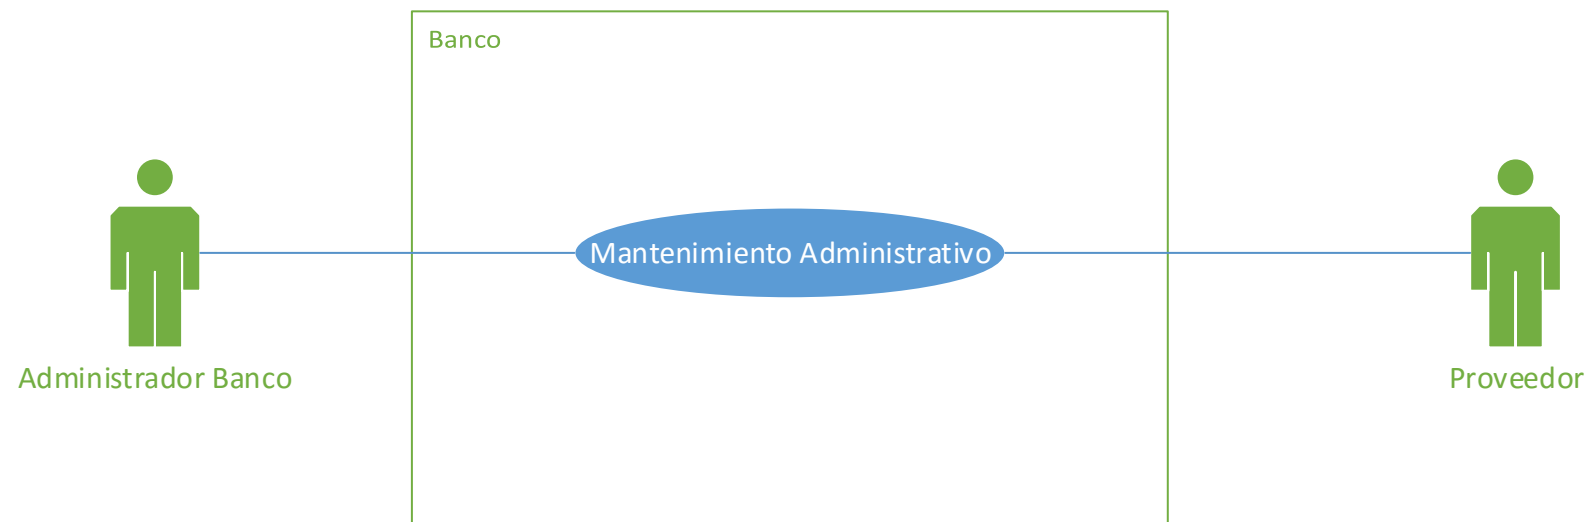 Banco
Mantenimiento Administrativo
Administrador Banco
Proveedor